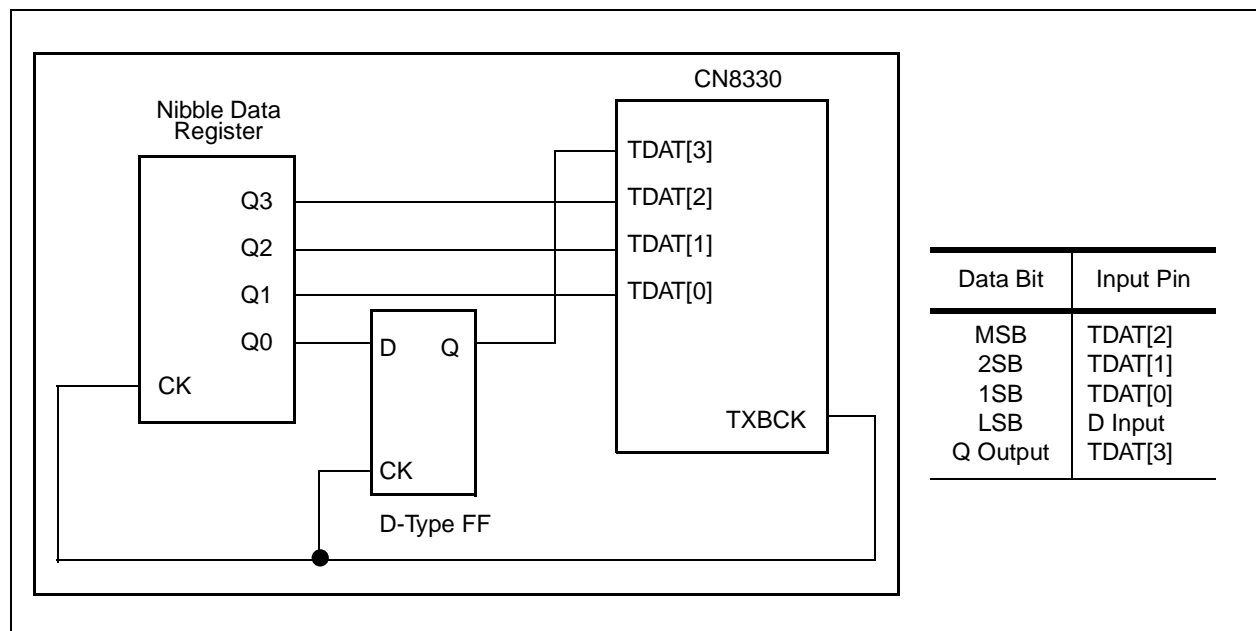 CN8330
Nibble Data
Register
TDAT[3]
Q3
TDAT[2]
Q2
TDAT[1]
Q1
TDAT[0]
Q0
D
Q
CK
TXBCK
CK
D-Type FF
Data Bit
Input Pin
MSB
TDAT[2]
2SB
TDAT[1]
1SB
TDAT[0]
LSB
D Input
Q Output
TDAT[3]